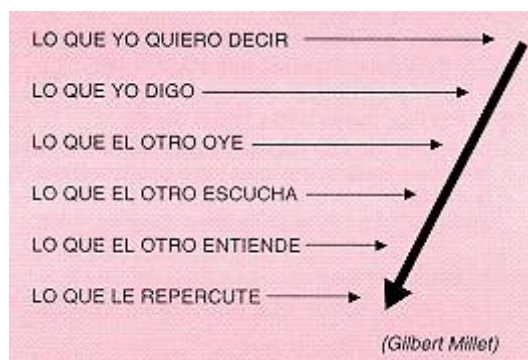 LO QUE YO QUIERO DECIR
LO QUE YO DIGO
LO QUE EL OTRO OYE
LO QUE EL OTRO ESCUCHA
LO QUE EL OTRO ENTIENDE
LO QUE LE REPERCUTE
(Gilbert Millet)